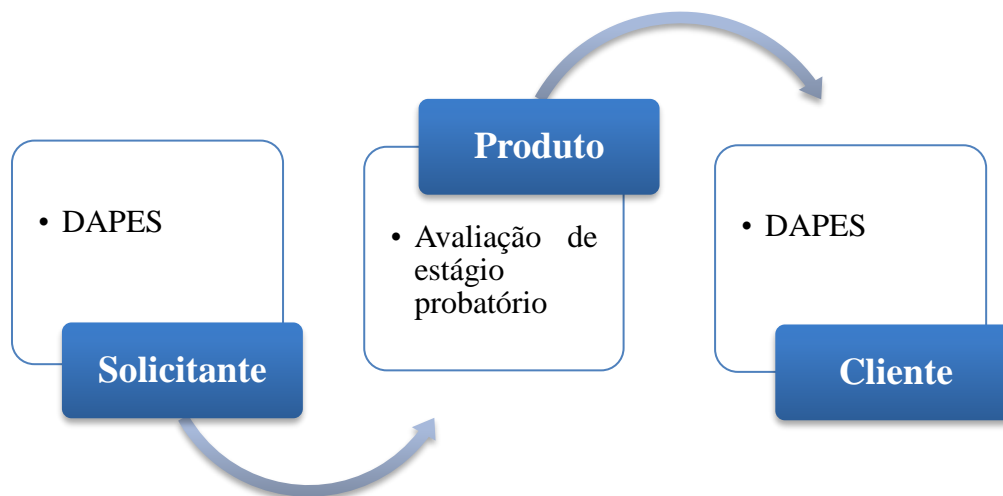 • DAPES
Solicitante
Produto
• Avaliação de
estágio
probatório
• DAPES
Cliente